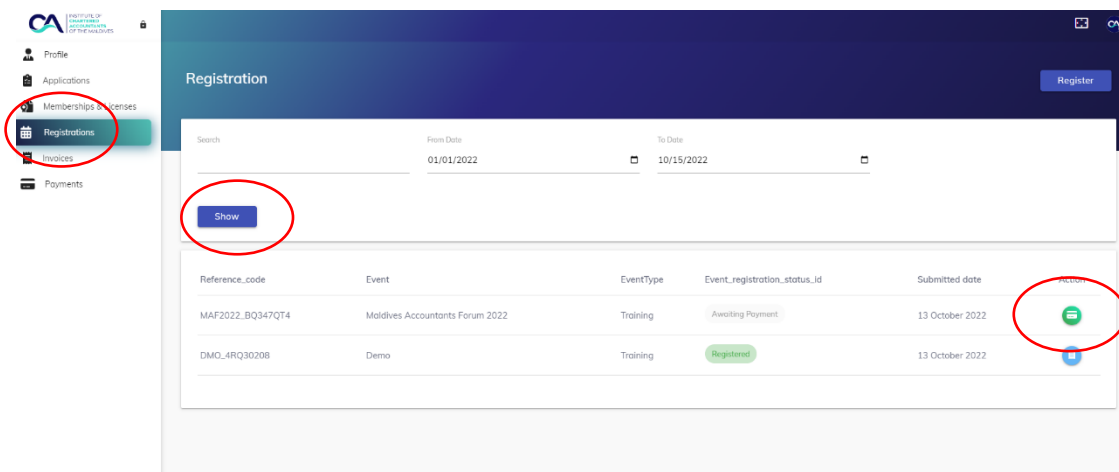 CA INSTITUTE OF
CHARTERED
ACCOUNTANTS
OF THE MALDIVES
CA
Profile
Applications
Memberships & Licenses
Registrations
Invoices
Payments
Registration
Register
Search
From Date
To Date
01/01/2022
10/15/2022
Show
Reference_code Event EventType Event_registration_status_id Submitted date Action
MAF2022_BQ347QT4 Maldives Accountants Forum 2022 Training Awaiting Payment 13 October 2022
DMO_4RQ30208 Demo Training Registered 13 October 2022